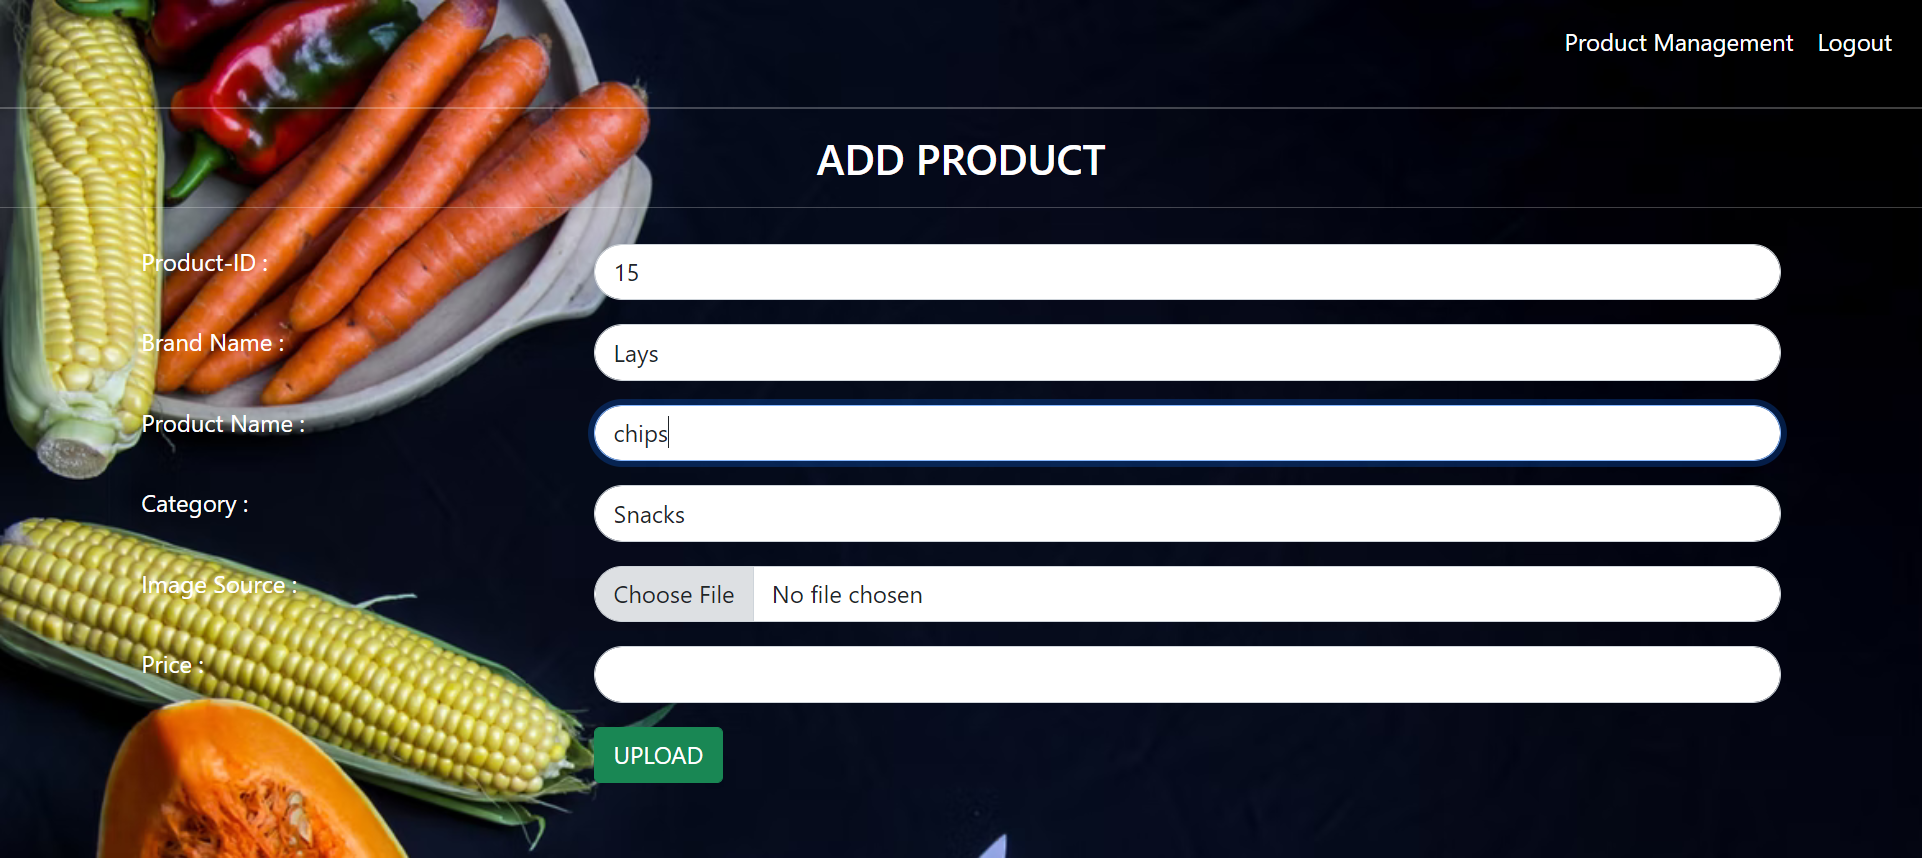 Product Management Logout
ADD PRODUCT
Product-ID : 15
Brand Name : Lays
Product Name : chips
Category : Snacks
Image Source : Choose File No file chosen
Price :
UPLOAD